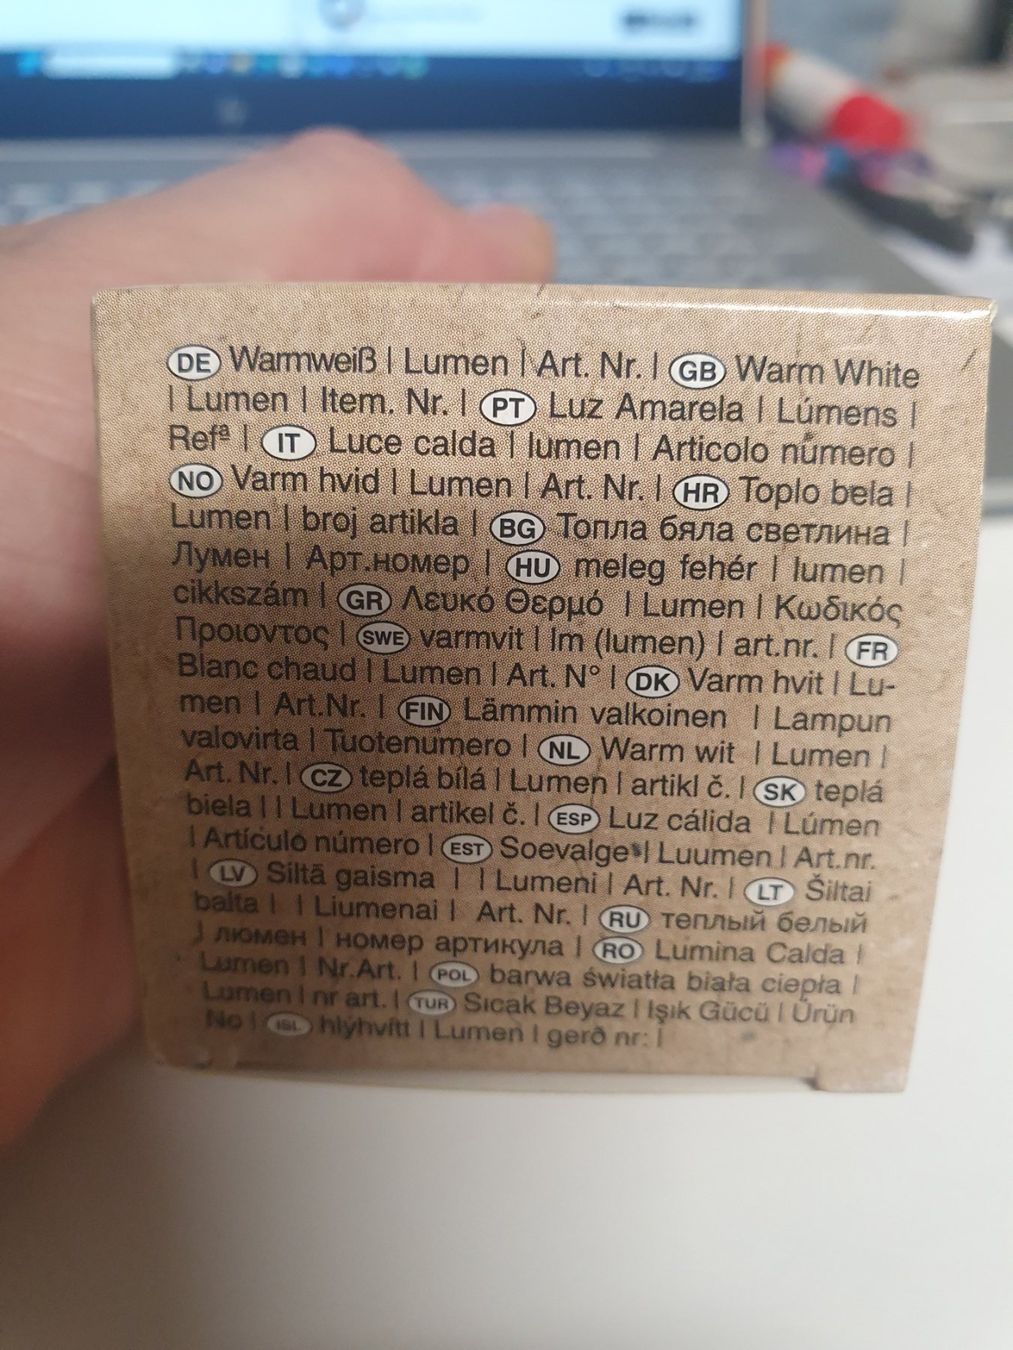 DE Warmweiß | Lumen | Art. Nr. | GB Warm White
| Lumen | Item. Nr. | PT Luz Amarela | Lúmens |
Refª | IT Luce calda | lumen | Articolo número |
NO Varm hvid | Lumen | Art. Nr. | HR Toplo bela |
Lumen | broj artikla | BG Топла бяла светлина |
Лумен | Арт.номер | HU meleg fehér | lumen |
cikkszám | GR Λευκό Θερμό | Lumen | Κωδικός
Προιοντος | SWE varmvit | lm (lumen) | art.nr. | FR
Blanc chaud | Lumen | Art. N° | DK Varm hvit | Lu-
men | Art.Nr. | FIN Lämmin valkoinen | Lampun
valovirta | Tuotenumero | NL Warm wit | Lumen |
Art. Nr. | CZ teplá bílá | Lumen | artikl č. | SK teplá
biela | | Lumen | artikel č. | ESP Luz cálida | Lúmen
| Artículo número | EST Soevalge | Luumen | Art.nr.
| LV Siltā gaisma | | Lumeni | Art. Nr. | LT Šiltai
balta | | Liumenai | Art. Nr. | RU теплый белый
| люмен | номер артикула | RO Lumina Calda |
Lumen | Nr.Art. | POL barwa światła biała ciepła |
Lumen | nr art. | TUR Sıcak Beyaz | Işık Gücü | Ürün
No | ISL hlýhvítt | Lumen | gerð nr: |